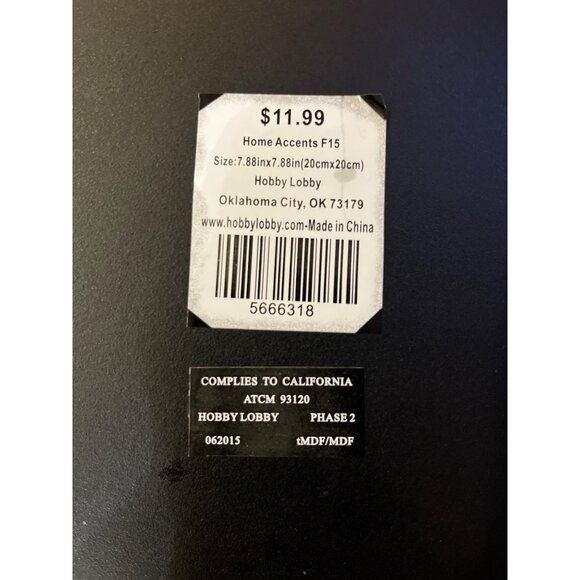 $11.99
Home Accents F15
Size:7.88inx7.88in(20cmx20cm)
Hobby Lobby
Oklahoma City, OK 73179
www.hobbylobby.com-Made in China
5666318
COMPLIES TO CALIFORNIA
ATCM 93120
HOBBY LOBBY PHASE 2
062015 tMDF/MDF